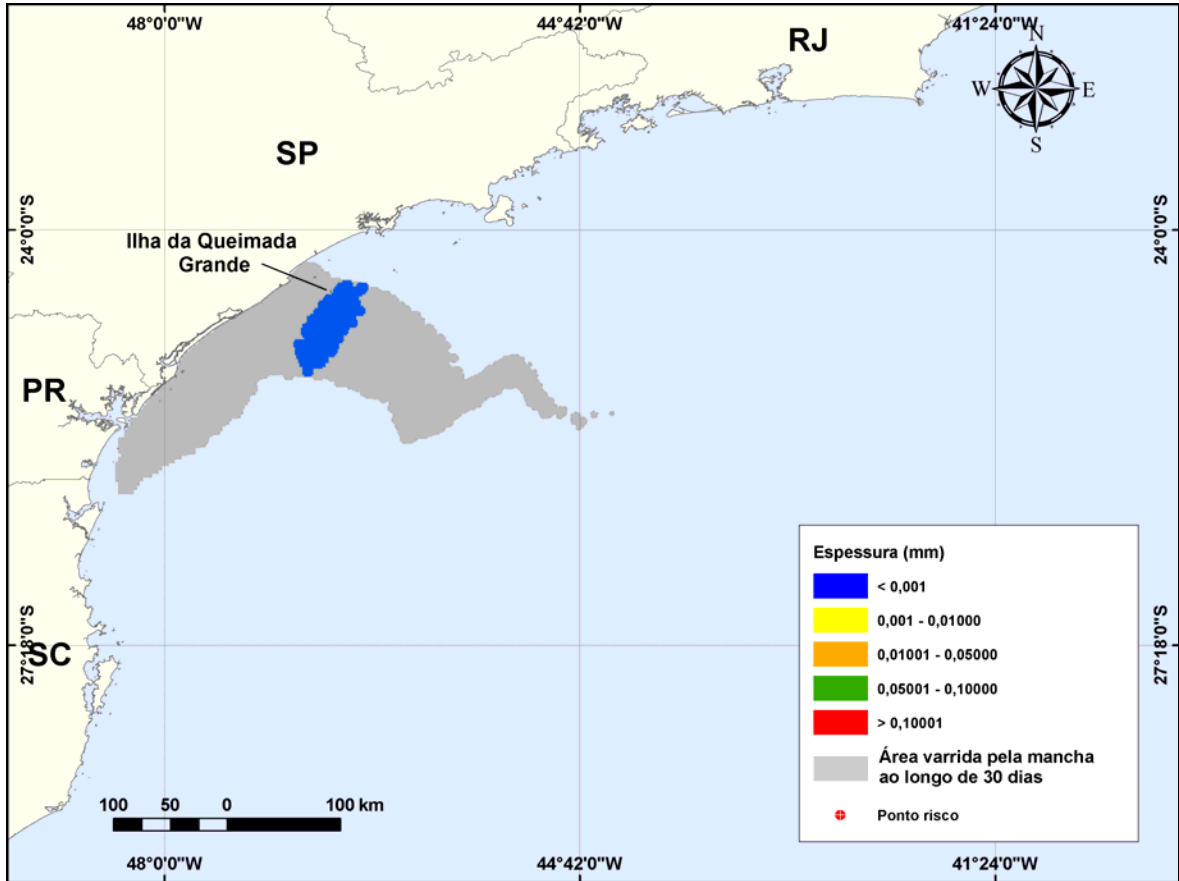 48°0'0"W
44°42'0"W
41°24'0"W
RJ
N
W
E
S
SP
24°0'0"S
24°0'0"S
Ilha da Queimada
Grande
PR
Espessura (mm)
< 0,001
0,001 - 0,01000
0,01001 - 0,05000
0,05001 - 0,10000
> 0,10001
Área varrida pela mancha
ao longo de 30 dias
Ponto risco
27°18'0"S
27°18'0"S
SC
100 50 0 100 km
48°0'0"W
44°42'0"W
41°24'0"W